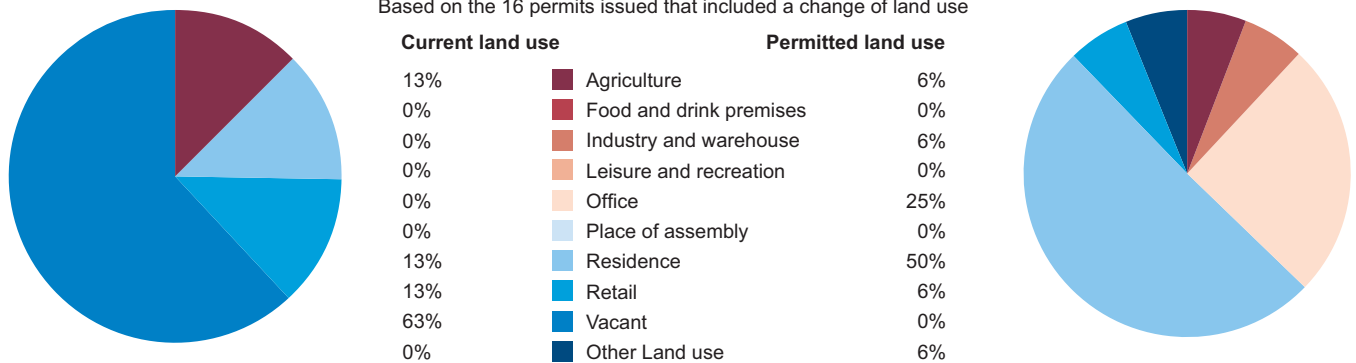 Based on the 16 permits issued that included a change of land use
Current land use Permitted land use
13% Agriculture 6%
0% Food and drink premises 0%
0% Industry and warehouse 6%
0% Leisure and recreation 0%
0% Office 25%
0% Place of assembly 0%
13% Residence 50%
13% Retail 6%
63% Vacant 0%
0% Other Land use 6%